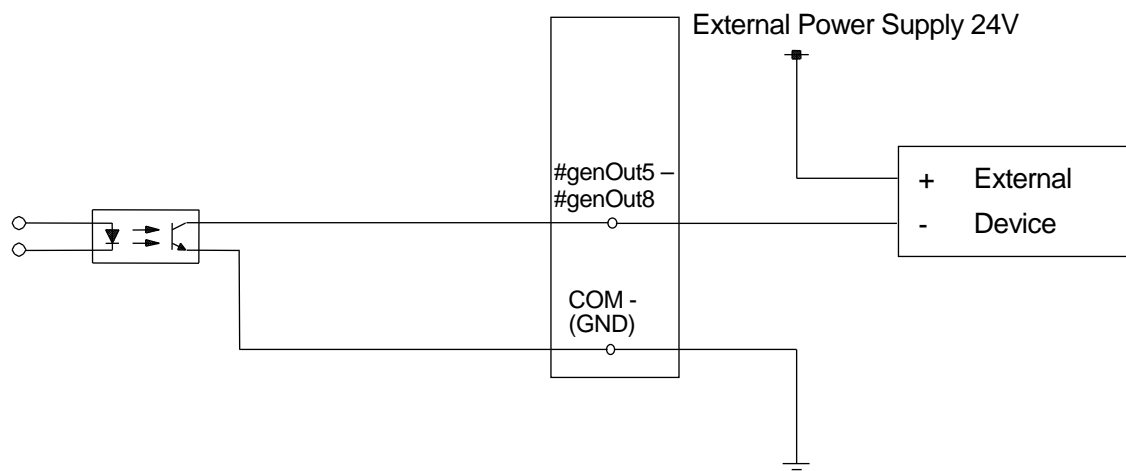 External Power Supply 24V
#genOut5 –
#genOut8
+ External
- Device
COM -
(GND)